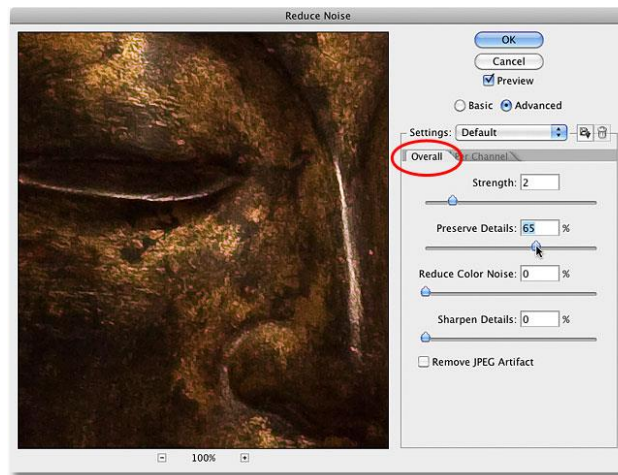 Reduce Noise
OK
Cancel
Preview
Basic Advanced
Settings: Default
Overall Per Channel
Strength: 2
Preserve Details: 65 %
Reduce Color Noise: 0 %
Sharpen Details: 0 %
Remove JPEG Artifact
100%